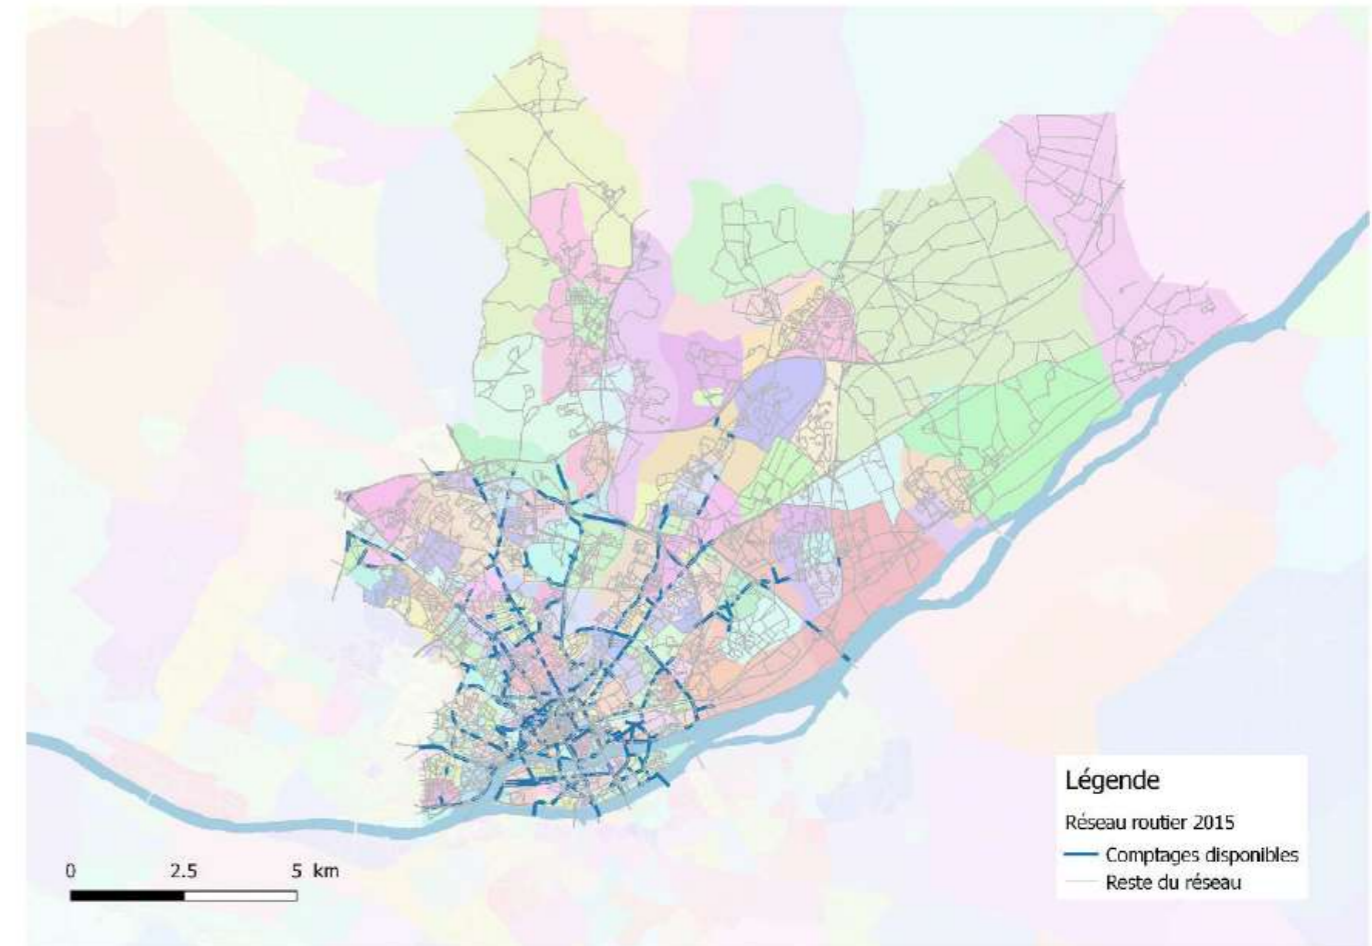 Légende
Réseau routier 2015
Comptages disponibles
Reste du réseau
0 2.5 5 km